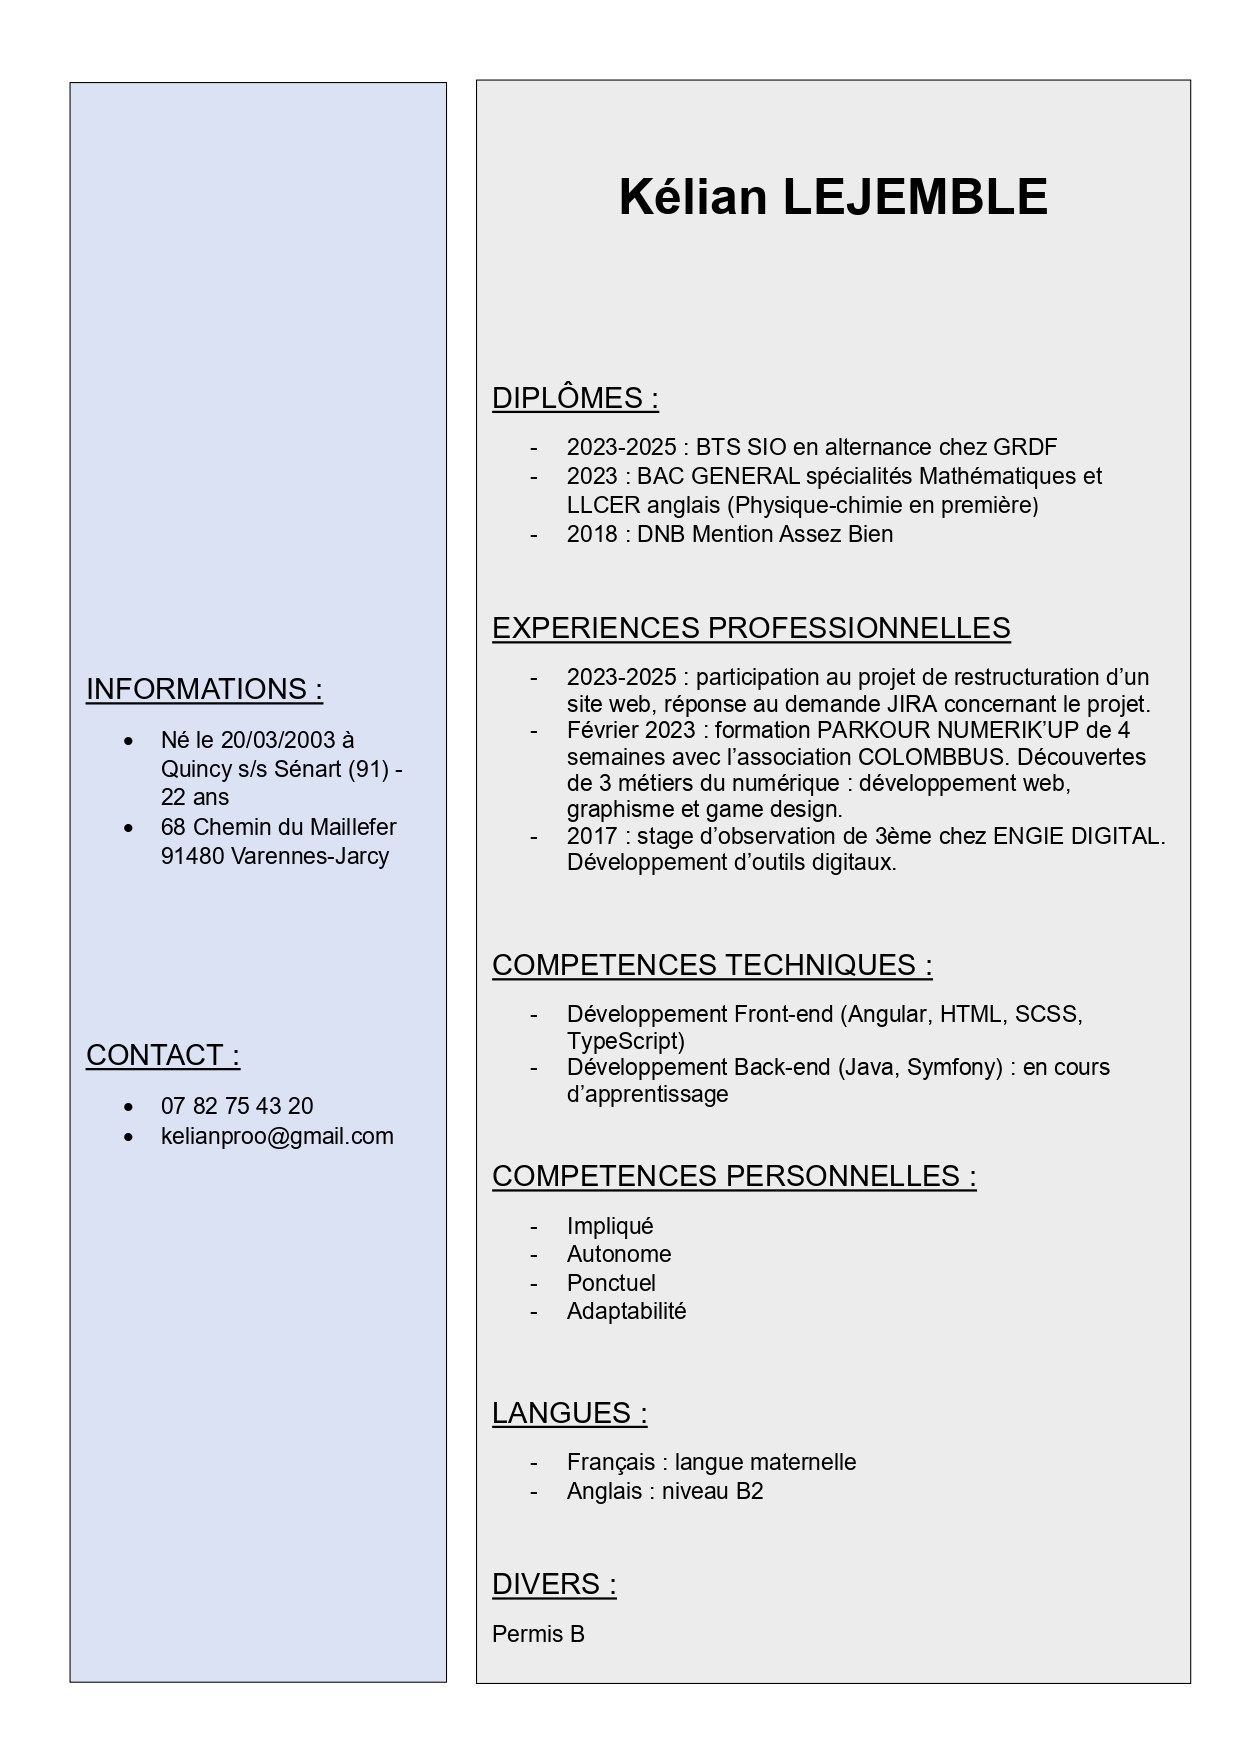 Kélian LEJEMBLE
INFORMATIONS :
• Né le 20/03/2003 à
Quincy s/s Sénart (91) -
22 ans
• 68 Chemin du Maillefer
91480 Varennes-Jarcy
CONTACT :
• 07 82 75 43 20
• kelianproo@gmail.com
DIPLÔMES :
- 2023-2025 : BTS SIO en alternance chez GRDF
- 2023 : BAC GENERAL spécialités Mathématiques et
LLCER anglais (Physique-chimie en première)
- 2018 : DNB Mention Assez Bien
EXPERIENCES PROFESSIONNELLES
- 2023-2025 : participation au projet de restructuration d’un
site web, réponse au demande JIRA concernant le projet.
- Février 2023 : formation PARKOUR NUMERIK’UP de 4
semaines avec l’association COLOMBBUS. Découvertes
de 3 métiers du numérique : développement web,
graphisme et game design.
- 2017 : stage d’observation de 3ème chez ENGIE DIGITAL.
Développement d’outils digitaux.
COMPETENCES TECHNIQUES :
- Développement Front-end (Angular, HTML, SCSS,
TypeScript)
- Développement Back-end (Java, Symfony) : en cours
d’apprentissage
COMPETENCES PERSONNELLES :
- Impliqué
- Autonome
- Ponctuel
- Adaptabilité
LANGUES :
- Français : langue maternelle
- Anglais : niveau B2
DIVERS :
Permis B